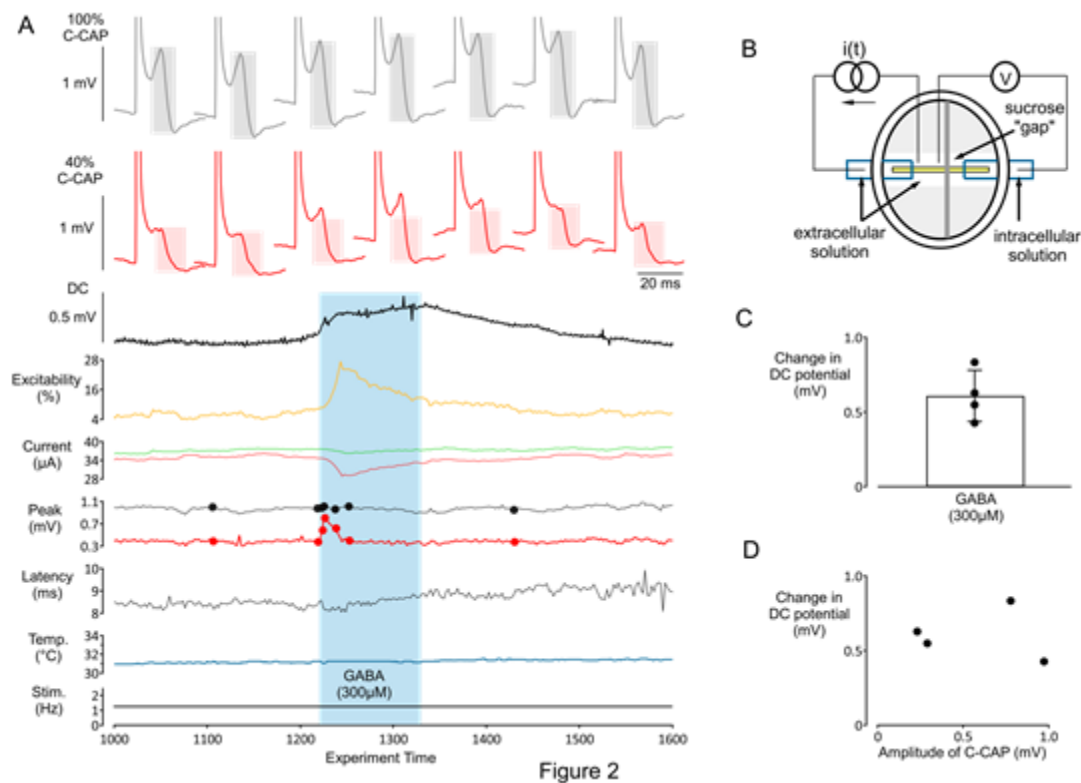 A
100%
C-CAP
1 mV
40%
C-CAP
1 mV
20 ms
DC
0.5 mV
Excitability
(%)
28
16
4
Current
(µA)
40
34
28
Peak
(mV)
1.1
0.7
0.3
Latency
(ms)
10
9
8
Temp.
(°C)
34
32
30
GABA
(300µM)
Stim.
(Hz)
2
1
0
1000 1100 1200 1300 1400 1500 1600
Experiment Time
Figure 2
B
i(t)
V
sucrose
"gap"
extracellular
solution
intracellular
solution
C
Change in
DC potential
(mV)
1.0
0.5
0
GABA
(300µM)
D
Change in
DC potential
(mV)
1.0
0.5
0
0 0.5 1.0
Amplitude of C-CAP (mV)